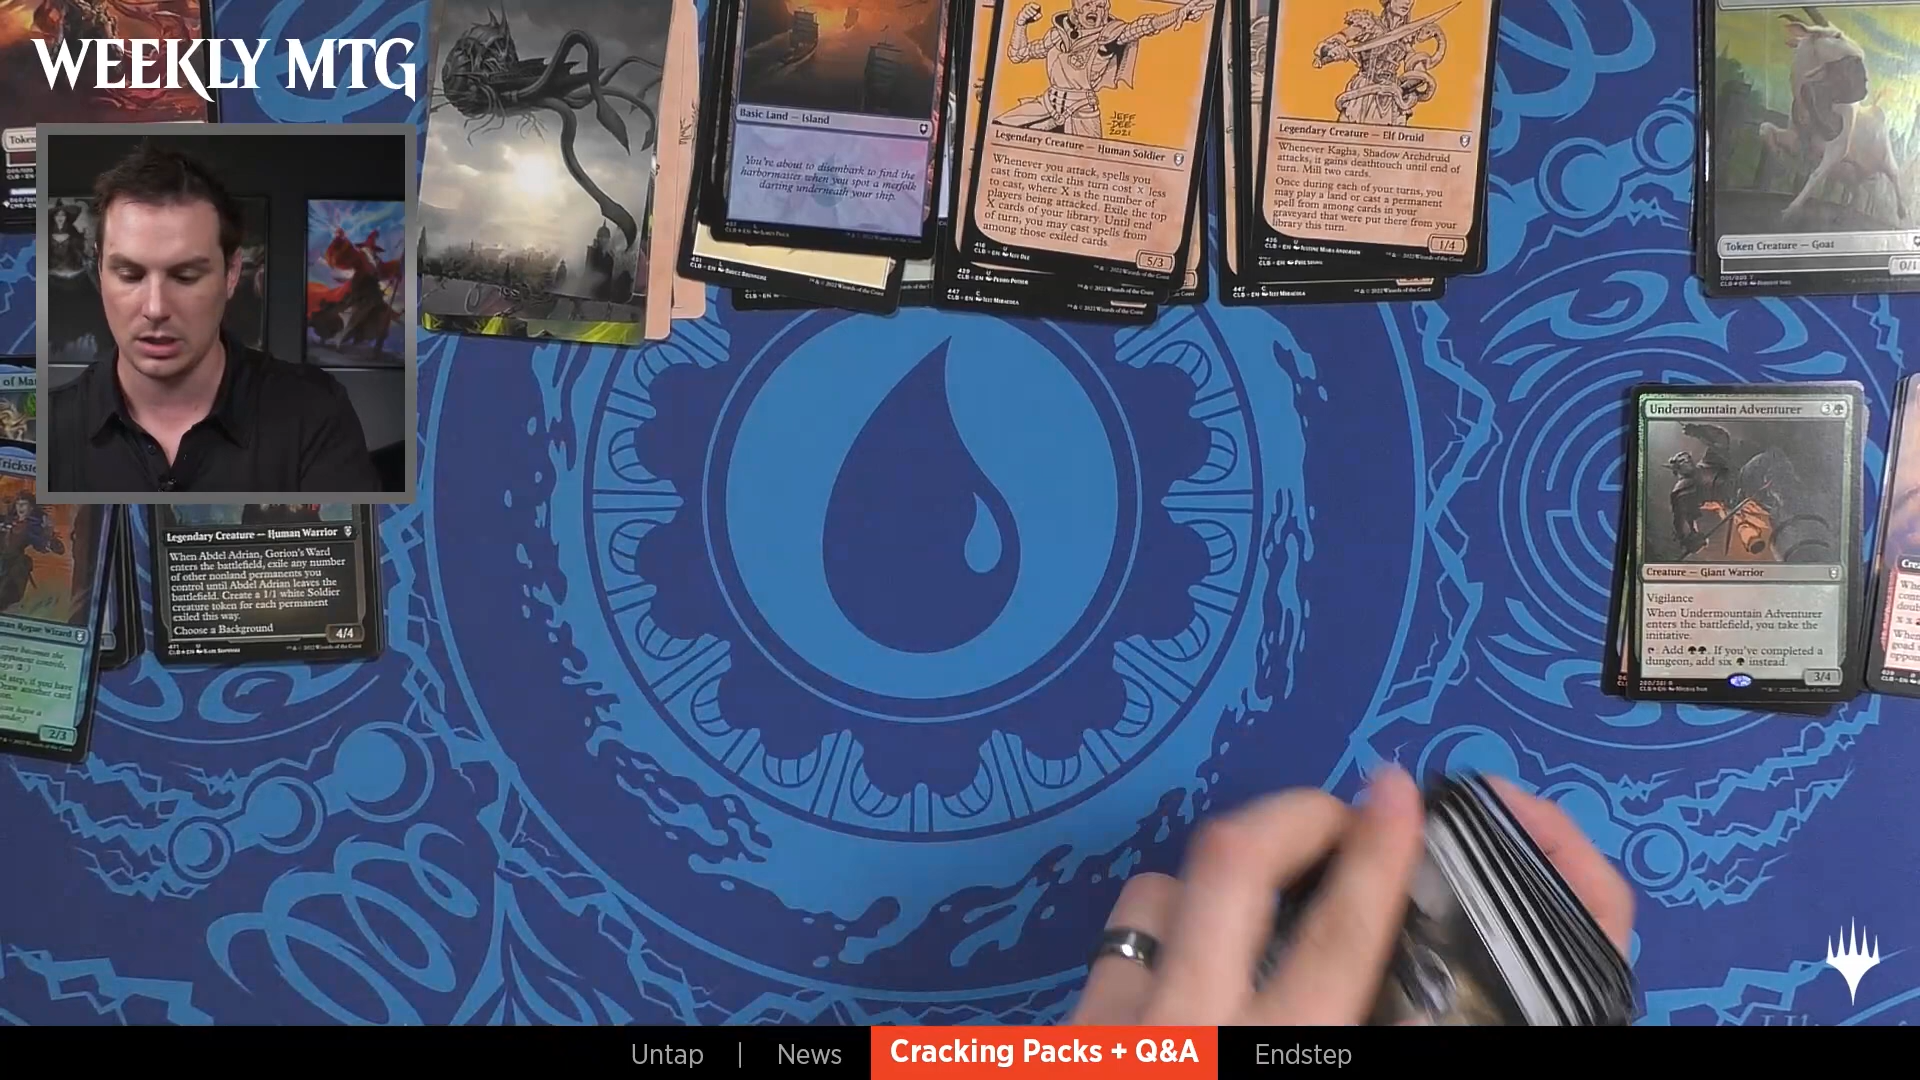 WEEKLY MTG
Basic Land — Island
You're about to disembark to find the
harbormaster when you spot a merfolk
darting underneath your ship.
JEFF
DEE
2021
Legendary Creature — Human Soldier
Whenever you attack, spells you
cast from exile this turn cost X less
to cast, where X is the number of
players being attacked. Exile the top
X cards of your library. Until end
of turn, you may cast spells from
among those exiled cards.
5/3
Legendary Creature — Elf Druid
Whenever Kagha, Shadow Archdruid
attacks, it gains deathtouch until end of
turn. Mill two cards.
Once during each of your turns, you
may play a land or cast a permanent
spell from among cards in your
graveyard that were put there from your
library this turn.
1/4
Token Creature — Goat
0/1
Undermountain Adventurer
3
Creature — Giant Warrior
Vigilance
When Undermountain Adventurer
enters the battlefield, you take the
initiative.
: Add . If you've completed a
dungeon, add six instead.
3/4
Legendary Creature — Human Warrior
When Abdel Adrian, Gorion's Ward
enters the battlefield, exile any number
of other nonland permanents you
control until Abdel Adrian leaves the
battlefield. Create a 1/1 white Soldier
creature token for each permanent
exiled this way.
Choose a Background
4/4
2/3
Untap | News Cracking Packs + Q&A Endstep